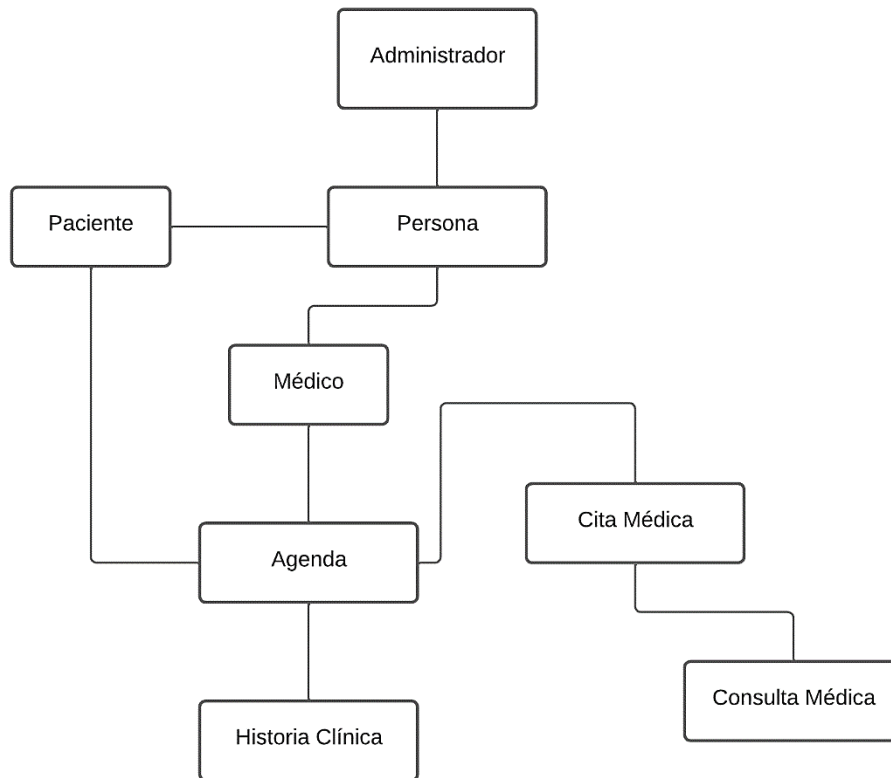 Administrador
Paciente
Persona
Médico
Cita Médica
Agenda
Consulta Médica
Historia Clínica